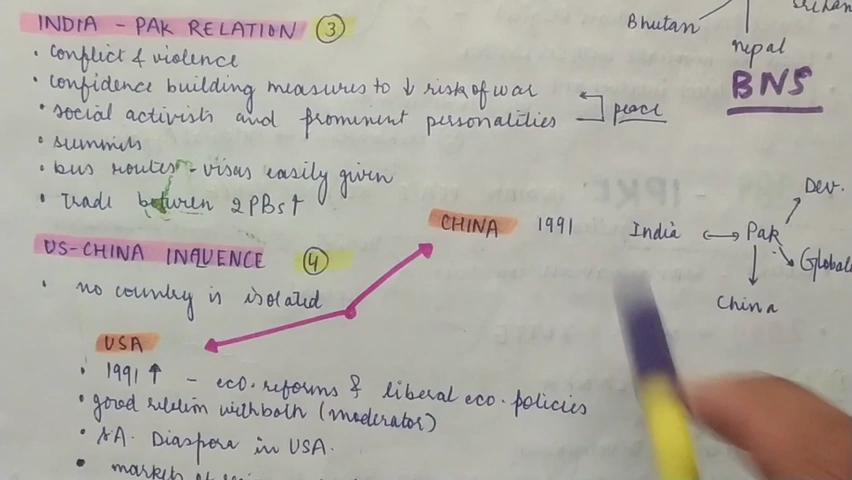 INDIA - PAK RELATION ③
• conflict & violence
• confidence building measures to ↓ risk of war
• social activists and prominent personalities
peace
• summits
• bus routes - visas easily given
• Trade between 2 PBs ↑
Bhutan
Nepal
BNS
US-CHINA INFLUENCE ④
• no country is isolated
CHINA 1991
India ↔ Pak
Dev.
Global
China
USA
• 1991 ↑ - eco. reforms & liberal eco. policies
• good relation with both (moderator)
• SA. Diaspora in USA.
• markets of